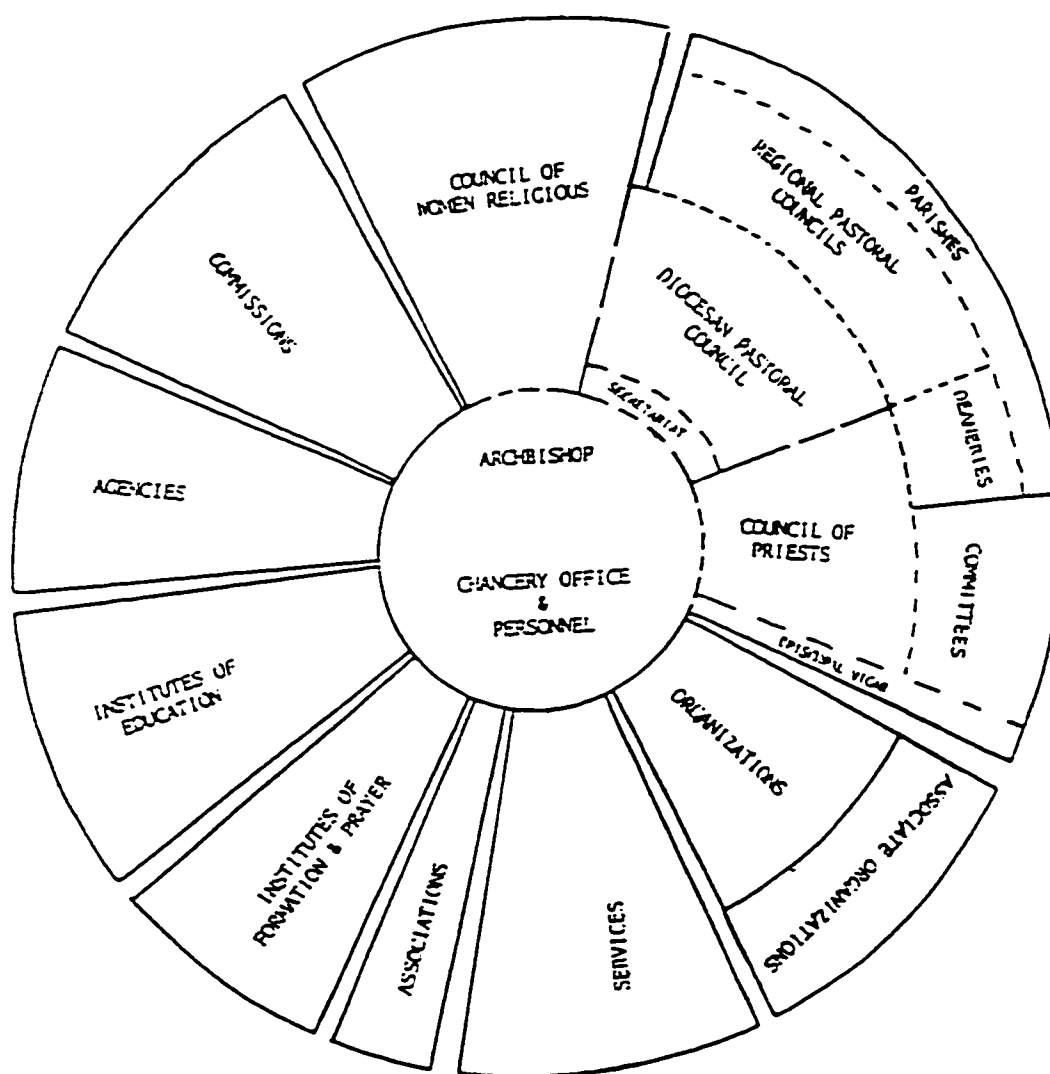 COUNCIL OF
WOMEN RELIGIOUS
REGIONAL PASTORAL
COUNCILS
PARISHES
DIOCESAN PASTORAL
COUNCIL
SECRETARIAT
DEANERIES
COUNCIL OF
PRIESTS
COMMITTEES
EPISCOPAL VICAR
ORGANIZATIONS
ASSOCIATE ORGANIZATIONS
SERVICES
ASSOCIATIONS
INSTITUTES OF
FORMATION & PRAYER
INSTITUTES OF
EDUCATION
AGENCIES
COMMISSIONS
ARCHBISHOP
CHANCERY OFFICE
&
PERSONNEL